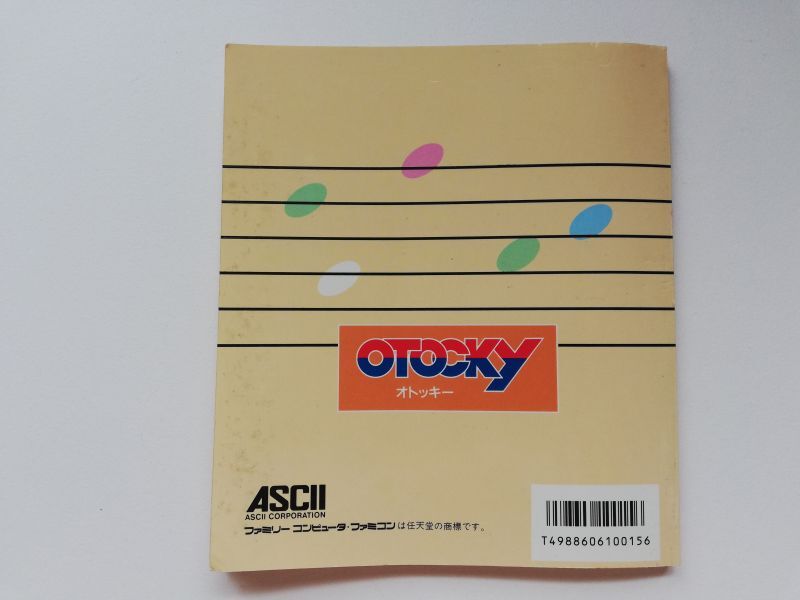 OTOCKY
オトッキー
ASCII
ASCII CORPORATION
ファミリー コンピュータ・ファミコンは任天堂の商標です。
T4988606100156